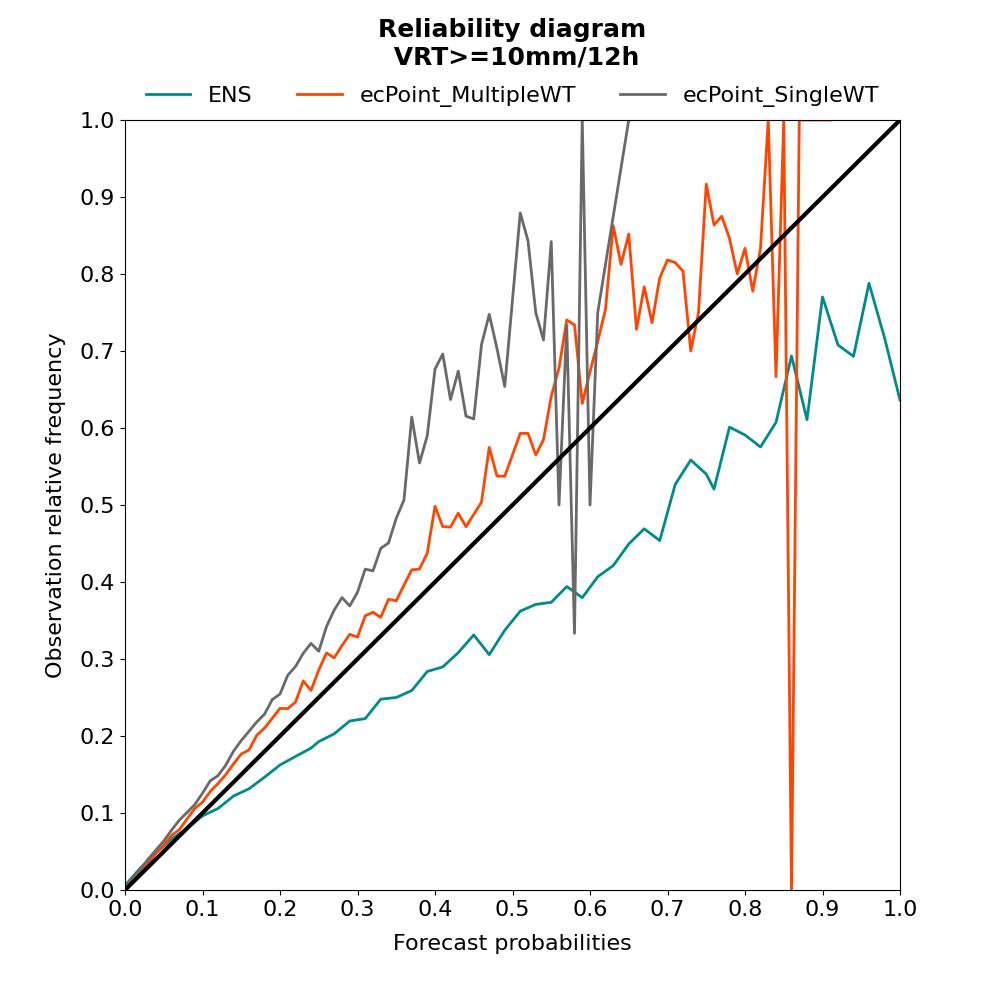 Reliability diagram
VRT>=10mm/12h
ENS ecPoint_MultipleWT ecPoint_SingleWT
1.0
0.9
0.8
0.7
0.6
0.5
0.4
0.3
0.2
0.1
0.0
Observation relative frequency
0.0 0.1 0.2 0.3 0.4 0.5 0.6 0.7 0.8 0.9 1.0
Forecast probabilities